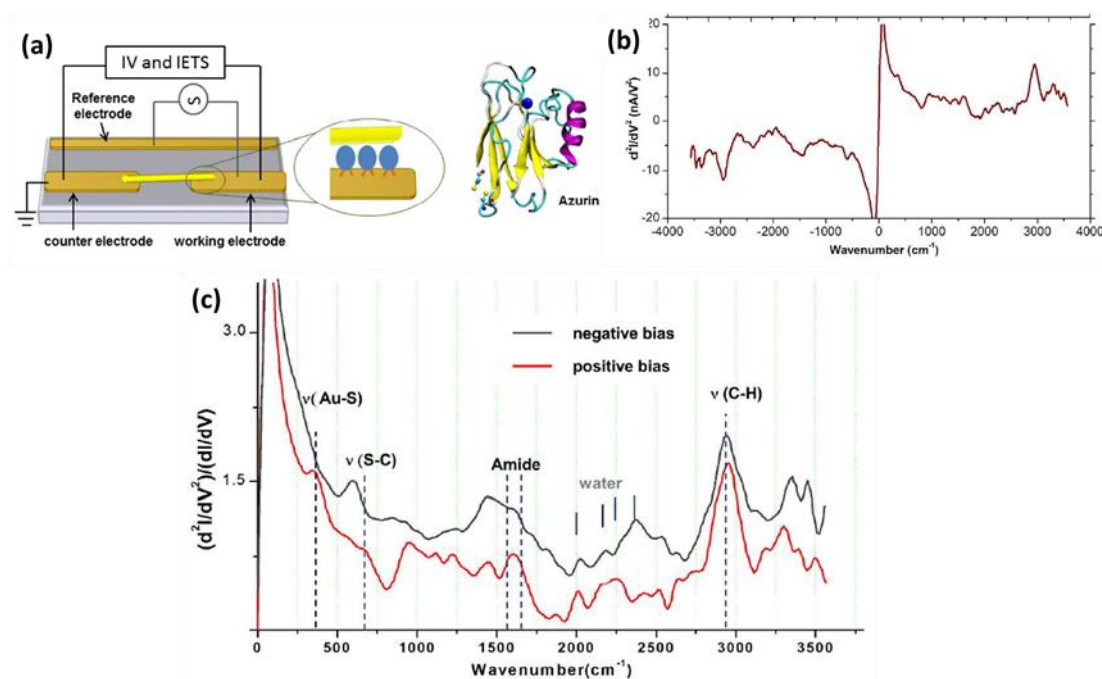 (a)
IV and IETS
S
Reference
electrode
counter electrode
working electrode
Azurin
(b)
d²I/dV² (nA/V²)
20
10
0
-10
-20
-4000 -3000 -2000 -1000 0 1000 2000 3000 4000
Wavenumber (cm⁻¹)
(c)
(d²I/dV²)/(dI/dV)
3.0
1.5
negative bias
positive bias
ν( Au-S)
ν (S-C)
Amide
water
ν (C-H)
0 500 1000 1500 2000 2500 3000 3500
Wavenumber(cm⁻¹)